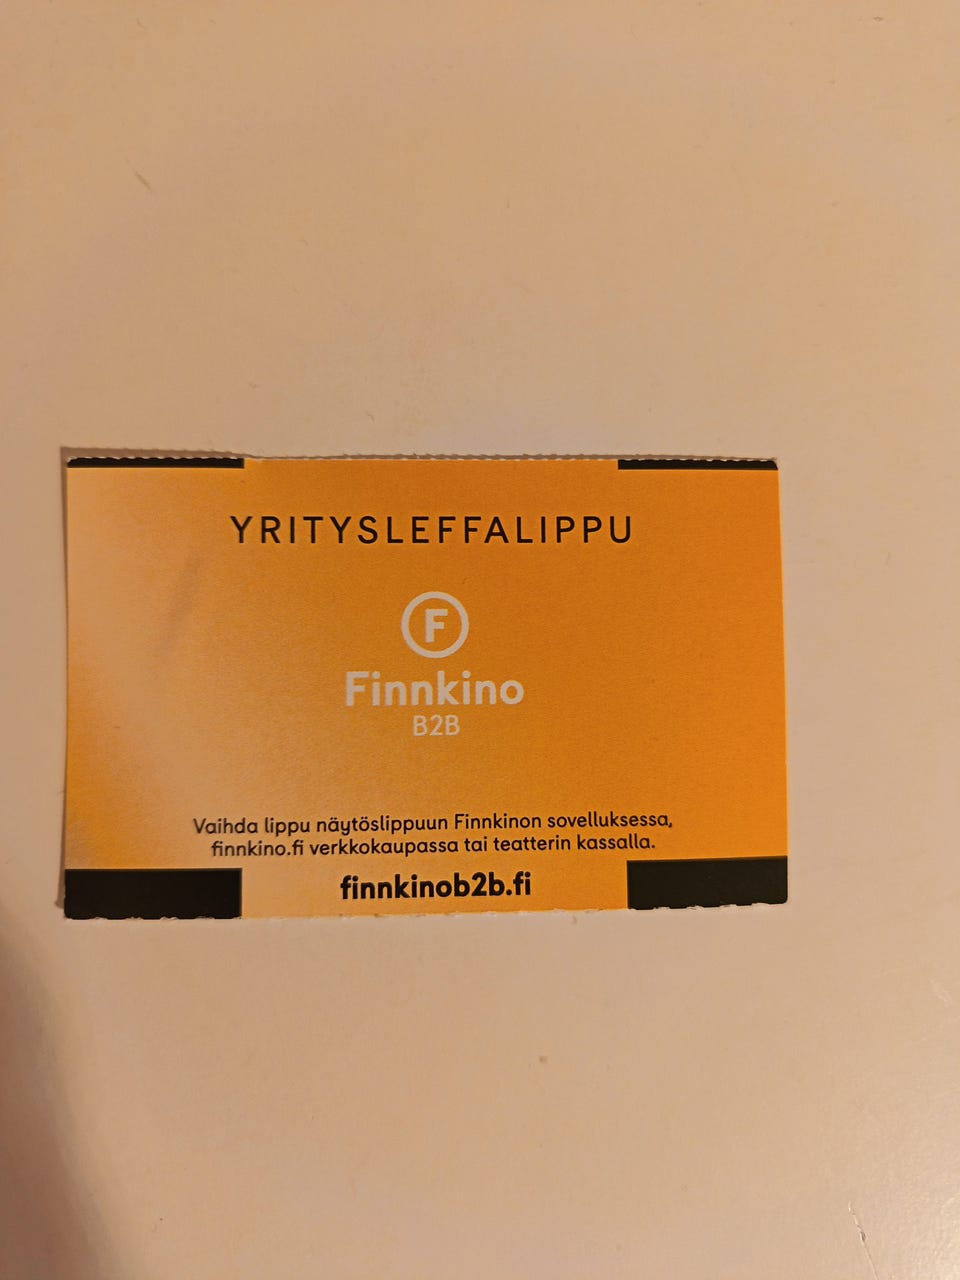 YRITYSLEFFALIPPU
F
Finnkino
B2B
Vaihda lippu näytöslippuun Finnkinon sovelluksessa,
finnkino.fi verkkokaupassa tai teatterin kassalla.
finnkinob2b.fi